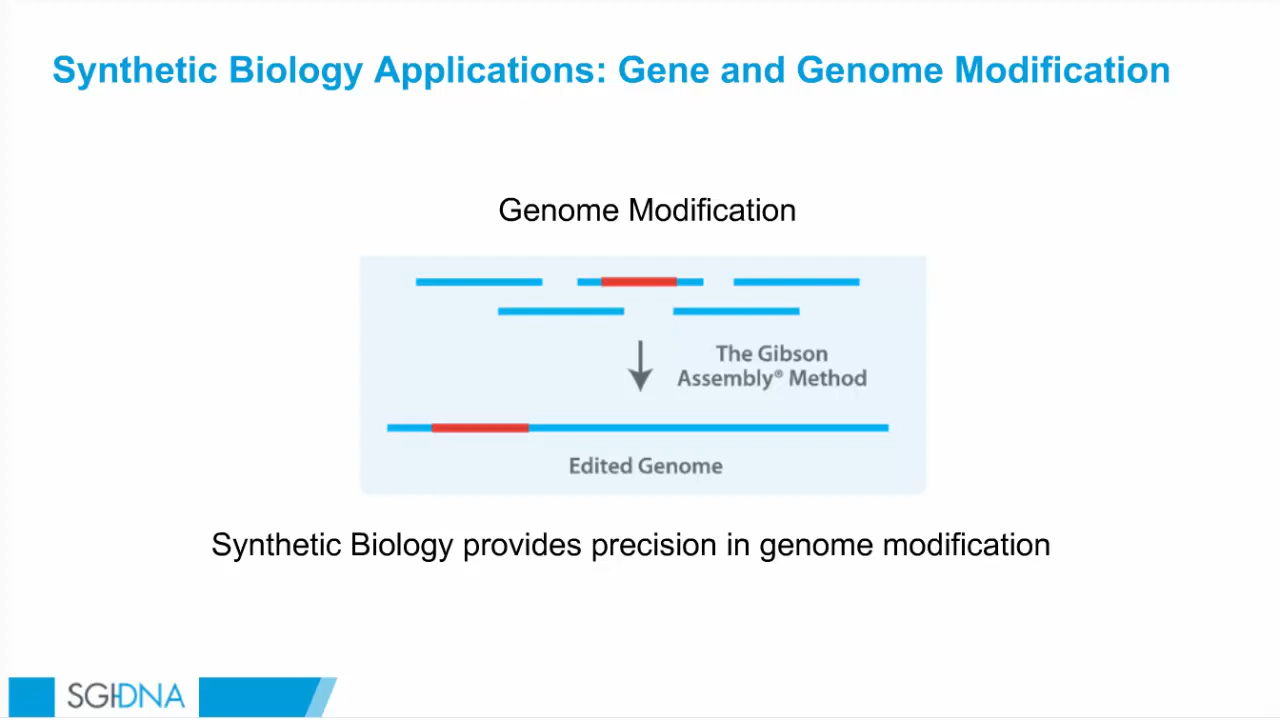 Synthetic Biology Applications: Gene and Genome Modification
Genome Modification
The Gibson
Assembly® Method
Edited Genome
Synthetic Biology provides precision in genome modification
SGI-DNA